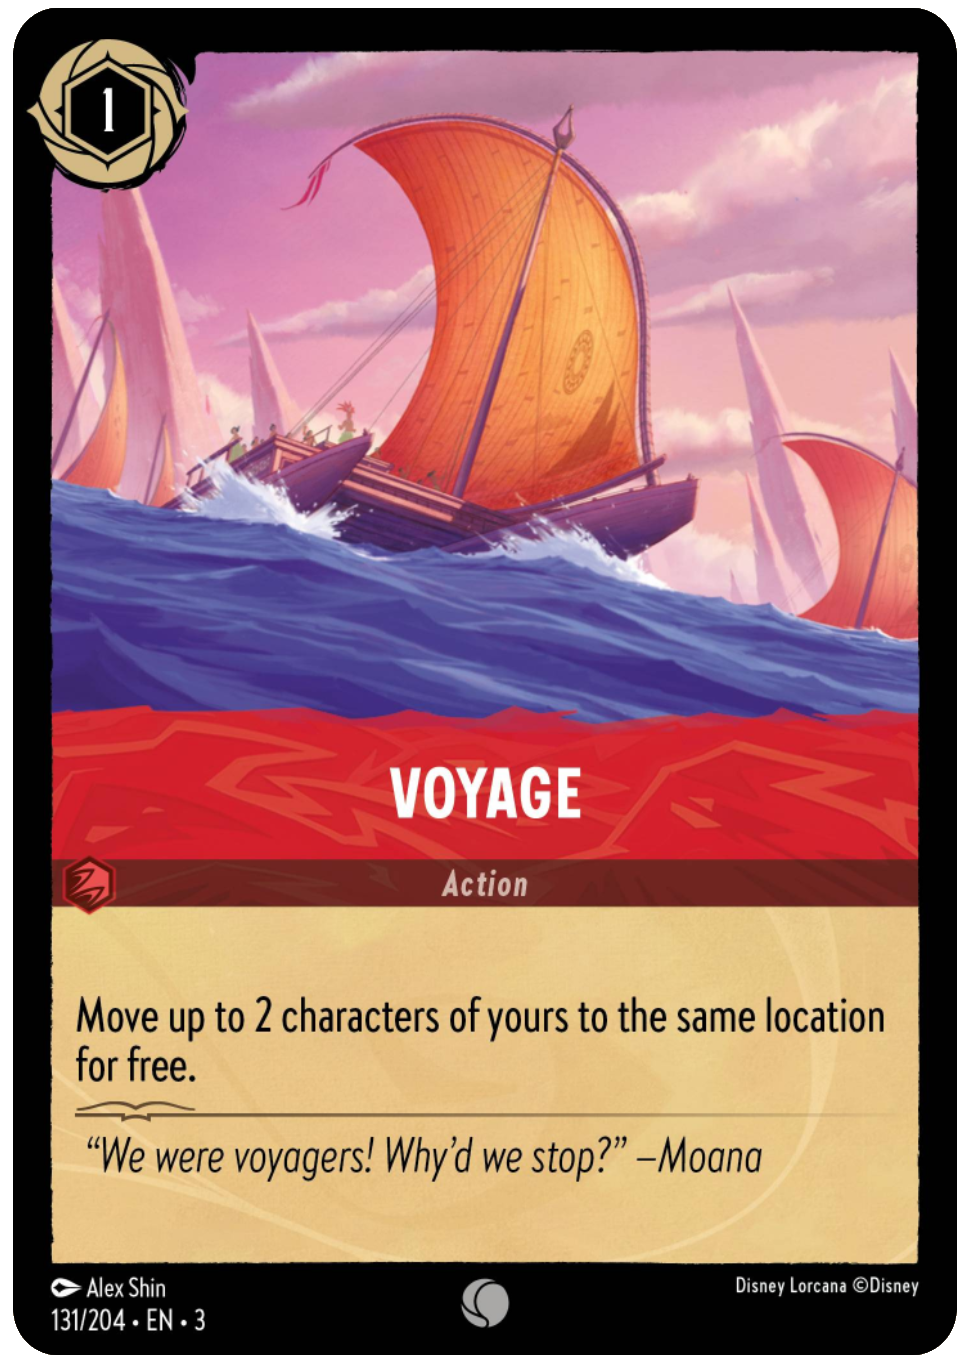 1
VOYAGE
Action
Move up to 2 characters of yours to the same location
for free.
“We were voyagers! Why’d we stop?” –Moana
Alex Shin
Disney Lorcana ©Disney
131/204 • EN • 3